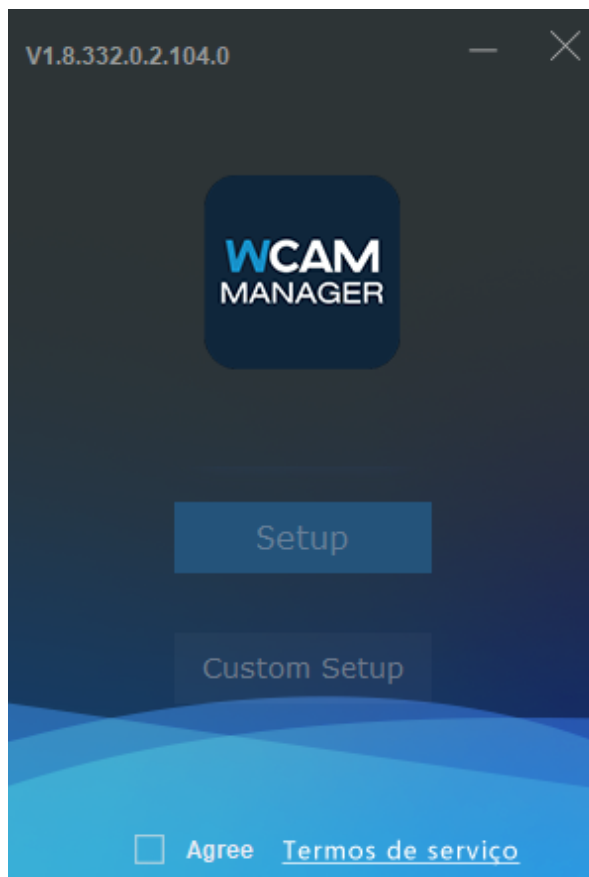 V1.8.332.0.2.104.0
WCAM
MANAGER
Setup
Custom Setup
Agree Termos de serviço